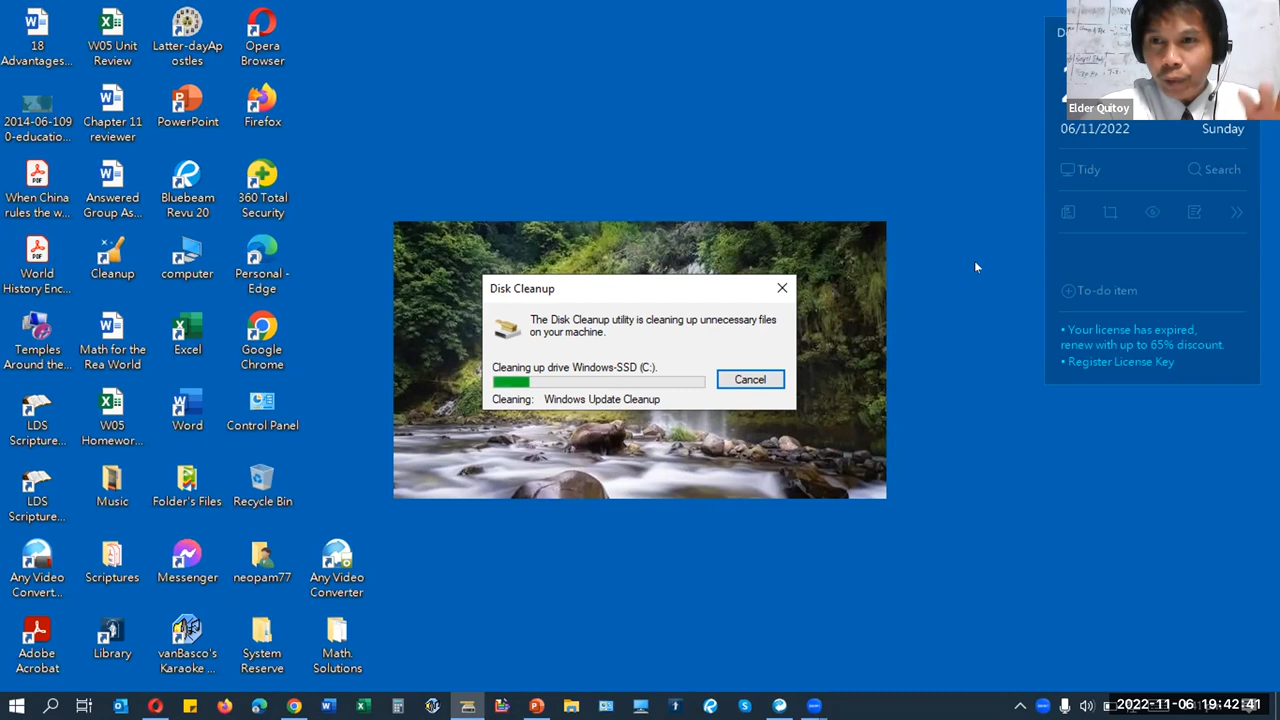 18
Advantages...
W05 Unit
Review
Latter-dayAp
ostles
Opera
Browser
2014-06-109
0-educatio...
Chapter 11
reviewer
PowerPoint
Firefox
When China
rules the w...
Answered
Group As...
Bluebeam
Revu 20
360 Total
Security
World
History Enc...
Cleanup
computer
Personal -
Edge
Temples
Around the...
Math for the
Rea World
Excel
Google
Chrome
LDS
Scripture...
W05
Homewor...
Word
Control Panel
LDS
Scripture...
Music
Folder's Files
Recycle Bin
Any Video
Convert...
Scriptures
Messenger
neopam77
Any Video
Converter
Adobe
Acrobat
Library
vanBasco's
Karaoke ...
System
Reserve
Math.
Solutions
Disk Cleanup
The Disk Cleanup utility is cleaning up unnecessary files
on your machine.
Cleaning up drive Windows-SSD (C:).
Cancel
Cleaning: Windows Update Cleanup
Elder Quitoy
06/11/2022 Sunday
Tidy Search
To-do item
• Your license has expired,
renew with up to 65% discount.
• Register License Key
2022-11-06 19:42:41